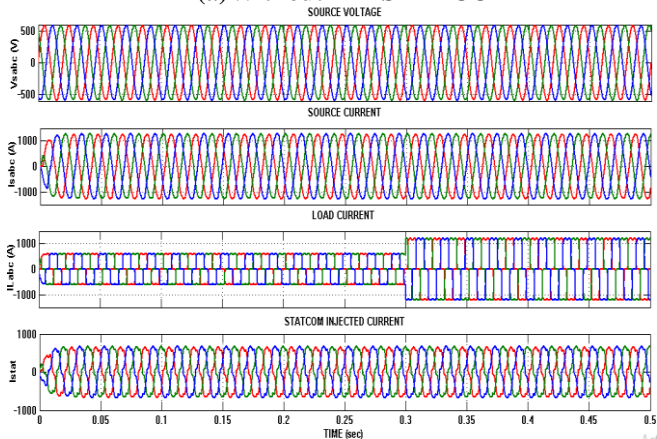 SOURCE VOLTAGE
Vsabc (V)
500
0
-500
SOURCE CURRENT
Isabc (A)
1000
0
-1000
LOAD CURRENT
ILabc (A)
1000
0
-1000
STATCOM INJECTED CURRENT
Istat
1000
0
-1000
0 0.05 0.1 0.15 0.2 0.25 0.3 0.35 0.4 0.45 0.5
TIME (sec)